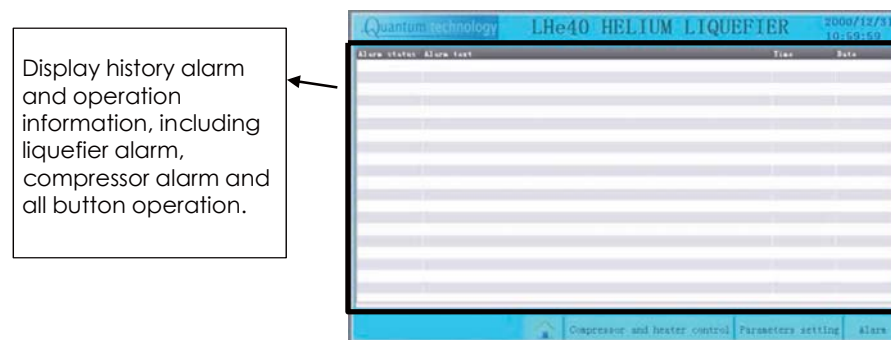 Display history alarm
and operation
information, including
liquefier alarm,
compressor alarm and
all button operation.
Quantum technology
LHe40 HELIUM LIQUEFIER
2000/12/31
10:59:59
Alarm status Alarm text Time Date
Compressor and heater control Parameters setting Alarm